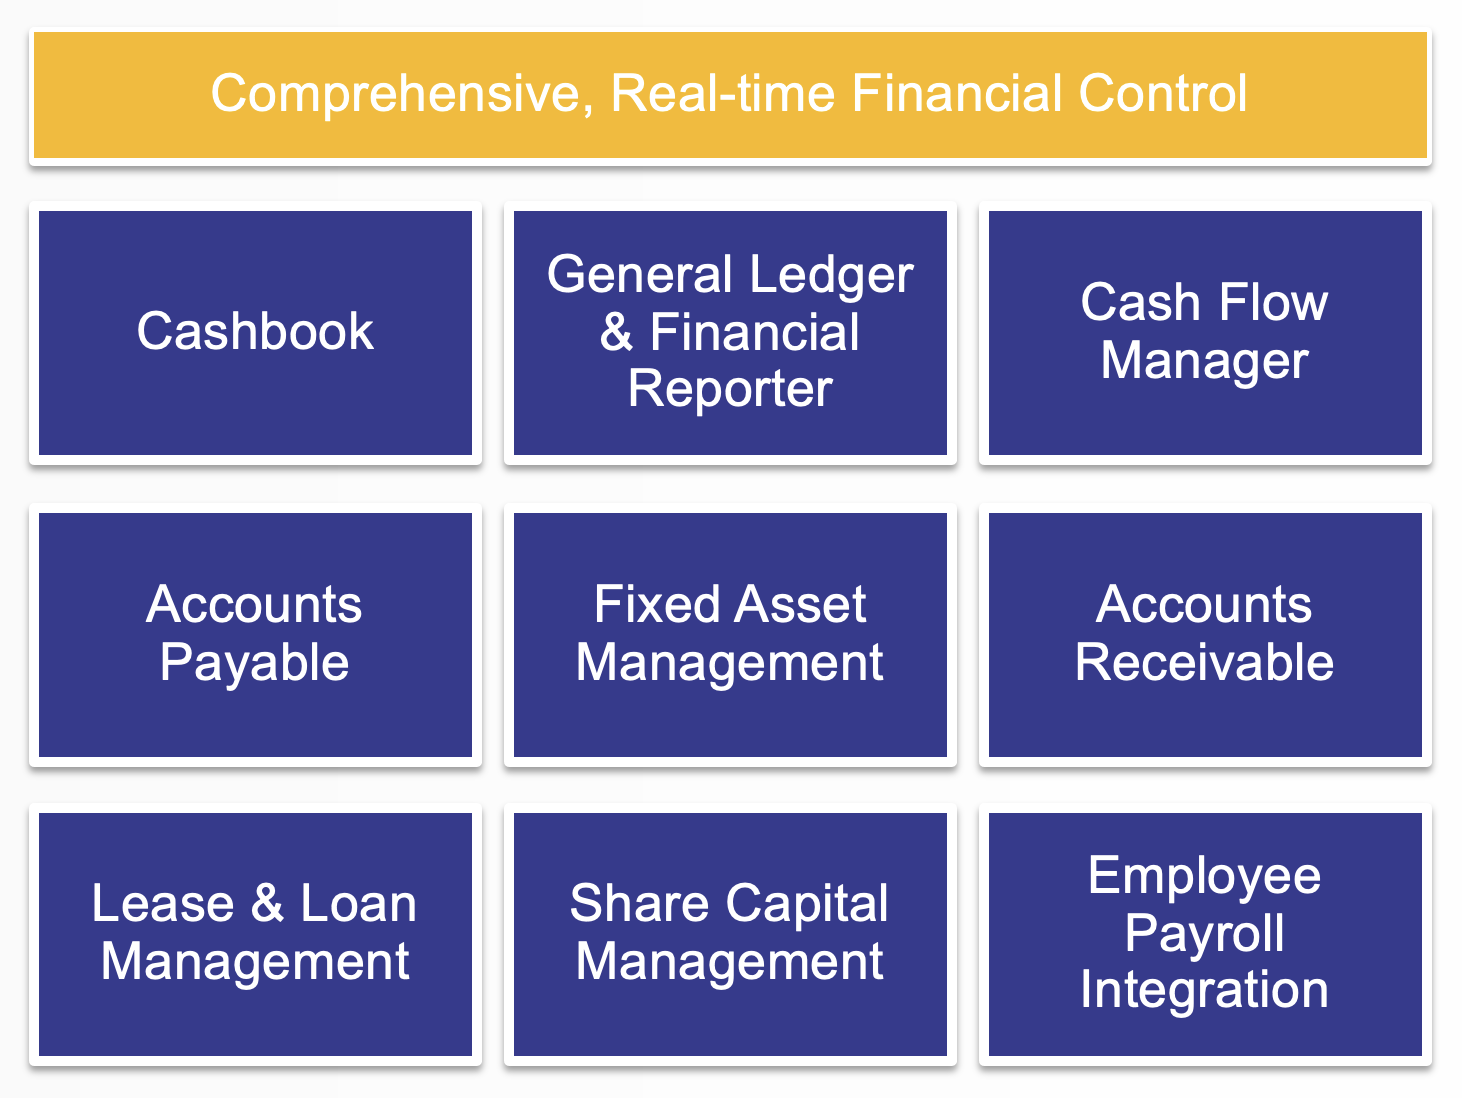 Comprehensive, Real-time Financial Control
Cashbook
General Ledger
& Financial
Reporter
Cash Flow
Manager
Accounts
Payable
Fixed Asset
Management
Accounts
Receivable
Lease & Loan
Management
Share Capital
Management
Employee
Payroll
Integration